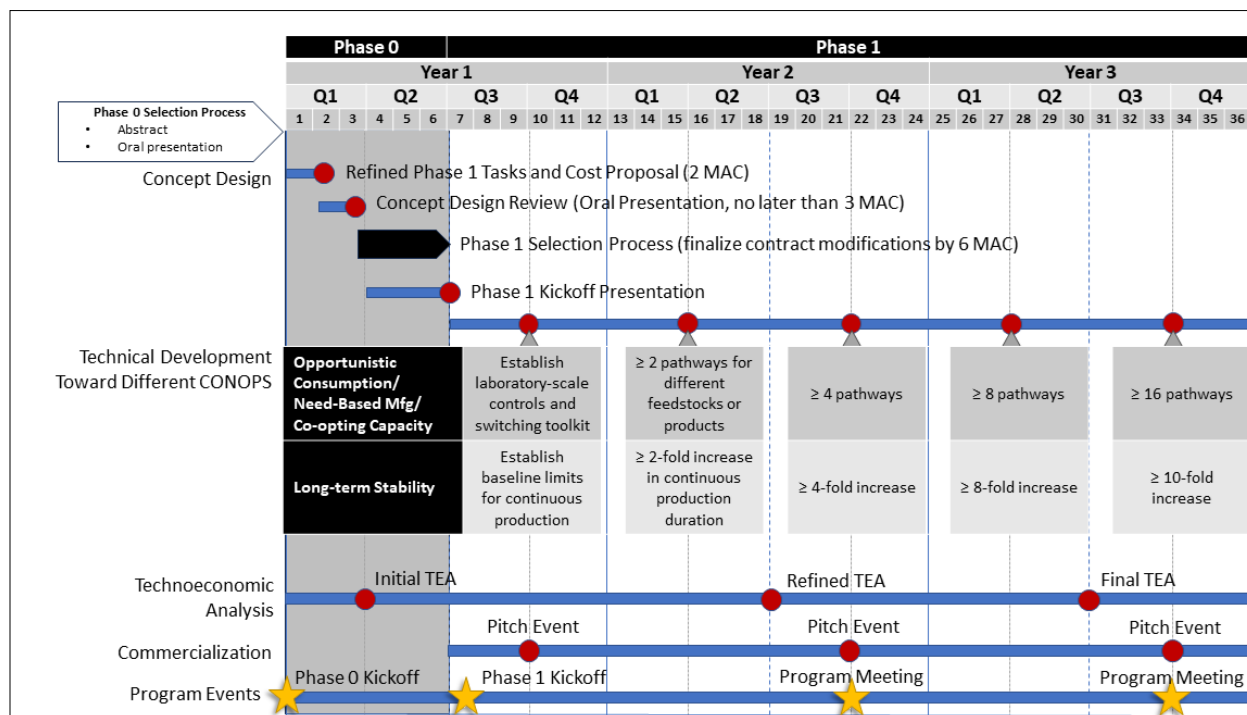 Phase 0 Phase 1
Year 1 Year 2 Year 3
Q1 Q2 Q3 Q4 Q1 Q2 Q3 Q4 Q1 Q2 Q3 Q4
1 2 3 4 5 6 7 8 9 10 11 12 13 14 15 16 17 18 19 20 21 22 23 24 25 26 27 28 29 30 31 32 33 34 35 36
Phase 0 Selection Process
• Abstract
• Oral presentation
Concept Design
Refined Phase 1 Tasks and Cost Proposal (2 MAC)
Concept Design Review (Oral Presentation, no later than 3 MAC)
Phase 1 Selection Process (finalize contract modifications by 6 MAC)
Phase 1 Kickoff Presentation
Technical Development
Toward Different CONOPS
Opportunistic
Consumption/
Need-Based Mfg/
Co-opting Capacity
Establish
laboratory-scale
controls and
switching toolkit
≥ 2 pathways for
different
feedstocks or
products
≥ 4 pathways
≥ 8 pathways
≥ 16 pathways
Long-term Stability
Establish
baseline limits
for continuous
production
≥ 2-fold increase
in continuous
production
duration
≥ 4-fold increase
≥ 8-fold increase
≥ 10-fold
increase
Technoeconomic
Analysis
Initial TEA
Refined TEA
Final TEA
Commercialization
Pitch Event
Pitch Event
Pitch Event
Program Events
Phase 0 Kickoff
Phase 1 Kickoff
Program Meeting
Program Meeting